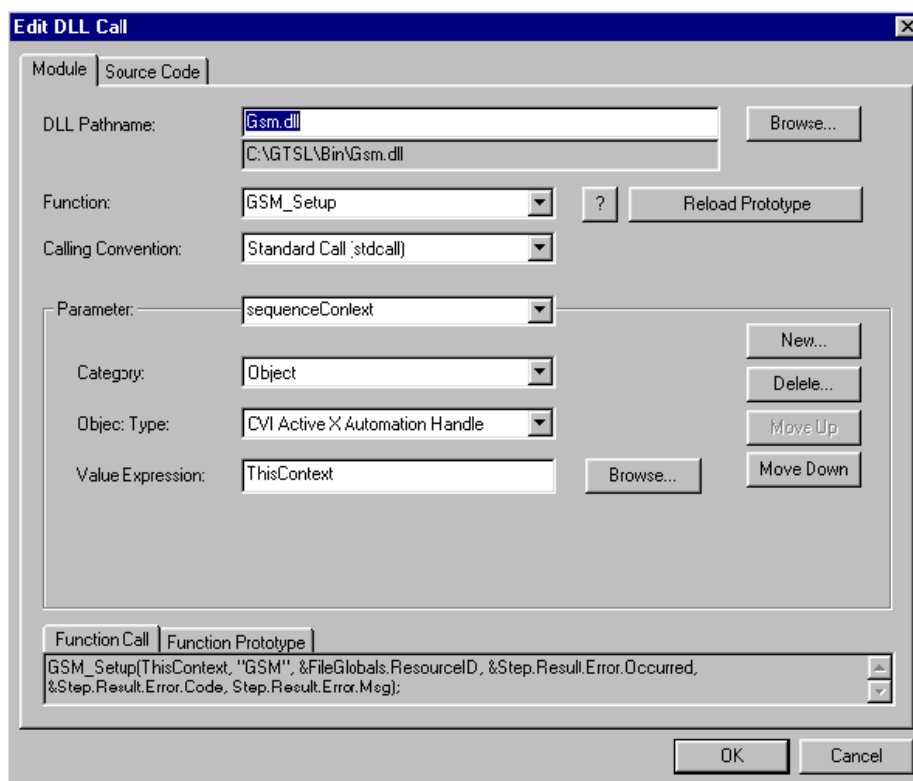 Edit DLL Call
Module Source Code
DLL Pathname: Gsm.dll Browse...
C:\GTSL\Bin\Gsm.dll
Function: GSM_Setup ? Reload Prototype
Calling Convention: Standard Call (stdcall)
Parameter: sequenceContext
New...
Category: Object
Delete...
Object Type: CVI Active X Automation Handle
Move Up
Value Expression: ThisContext Browse... Move Down
Function Call Function Prototype
GSM_Setup(ThisContext, "GSM", &FileGlobals.ResourceID, &Step.Result.Error.Occurred,
&Step.Result.Error.Code, Step.Result.Error.Msg);
OK Cancel